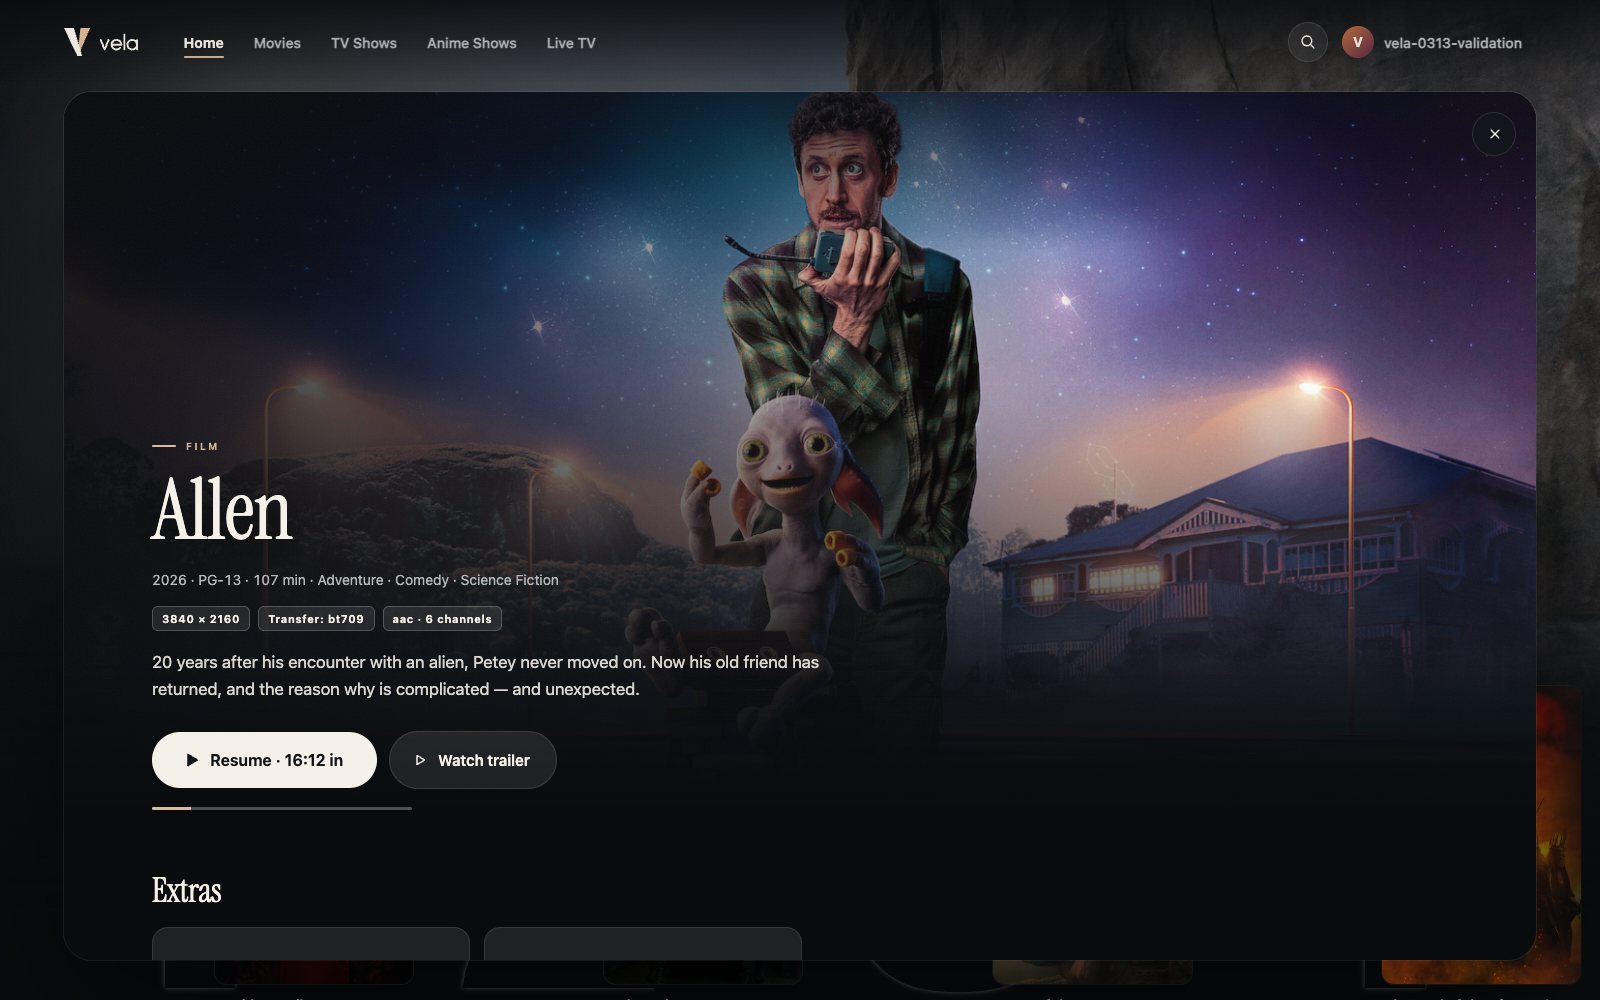 vela
Home Movies TV Shows Anime Shows Live TV
V vela-0313-validation
FILM
Allen
2026 · PG-13 · 107 min · Adventure · Comedy · Science Fiction
3840 × 2160 Transfer: bt709 aac · 6 channels
20 years after his encounter with an alien, Petey never moved on. Now his old friend has
returned, and the reason why is complicated — and unexpected.
Resume · 16:12 in Watch trailer
Extras